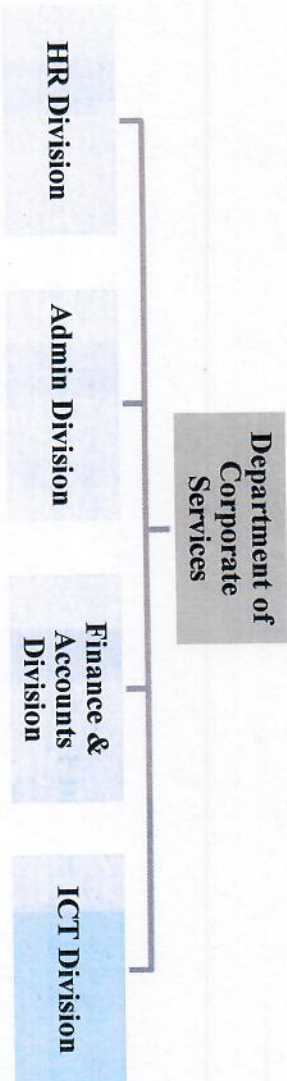 Department of
Corporate
Services
HR Division
Admin Division
Finance &
Accounts
Division
ICT Division